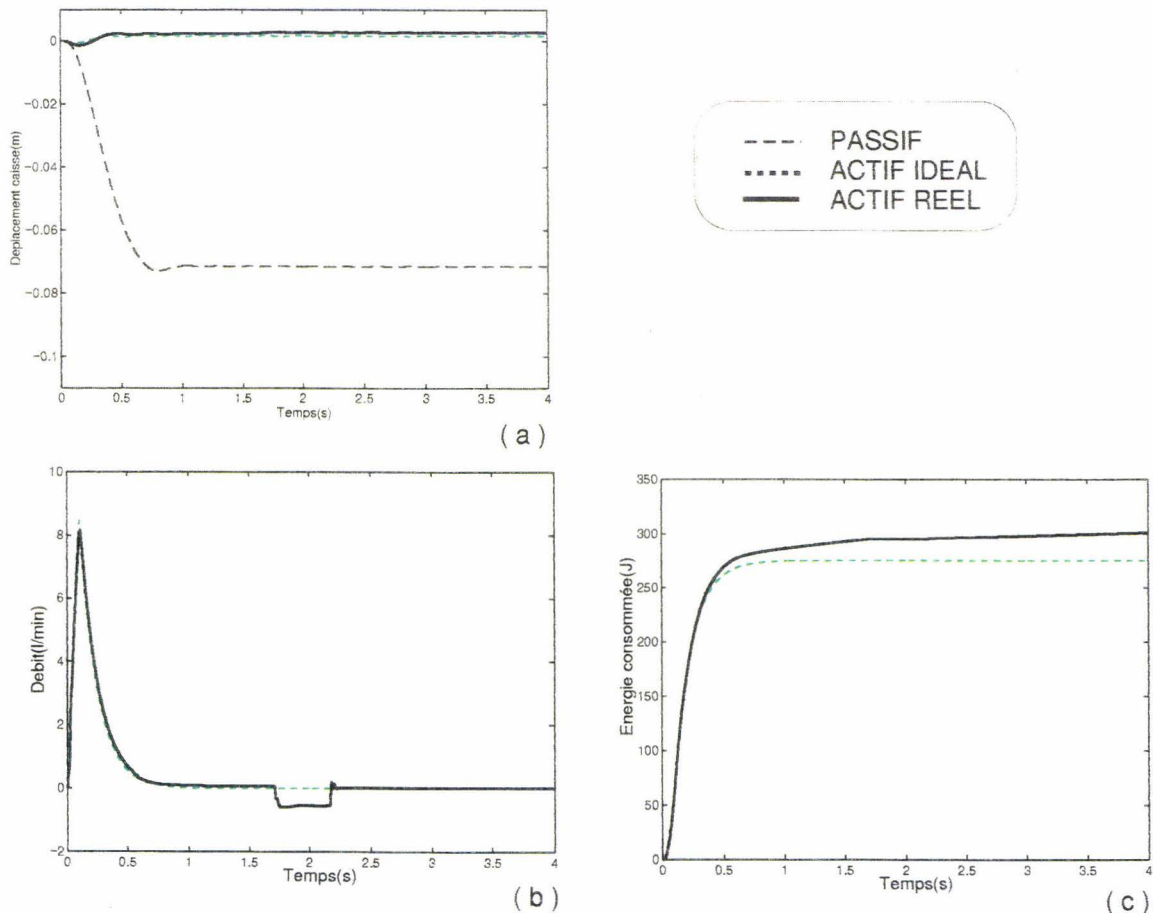 0
−0.02
−0.04
−0.06
−0.08
−0.1
Deplacement caisse(m)
0 0.5 1 1.5 2 2.5 3 3.5 4
Temps(s)
( a )
PASSIF
ACTIF IDEAL
ACTIF REEL
10
8
6
4
2
0
−2
Debit(l/min)
0 0.5 1 1.5 2 2.5 3 3.5 4
Temps(s)
( b )
350
300
250
200
150
100
50
0
Energie consommée(J)
0 0.5 1 1.5 2 2.5 3 3.5 4
Temps(s)
( c )